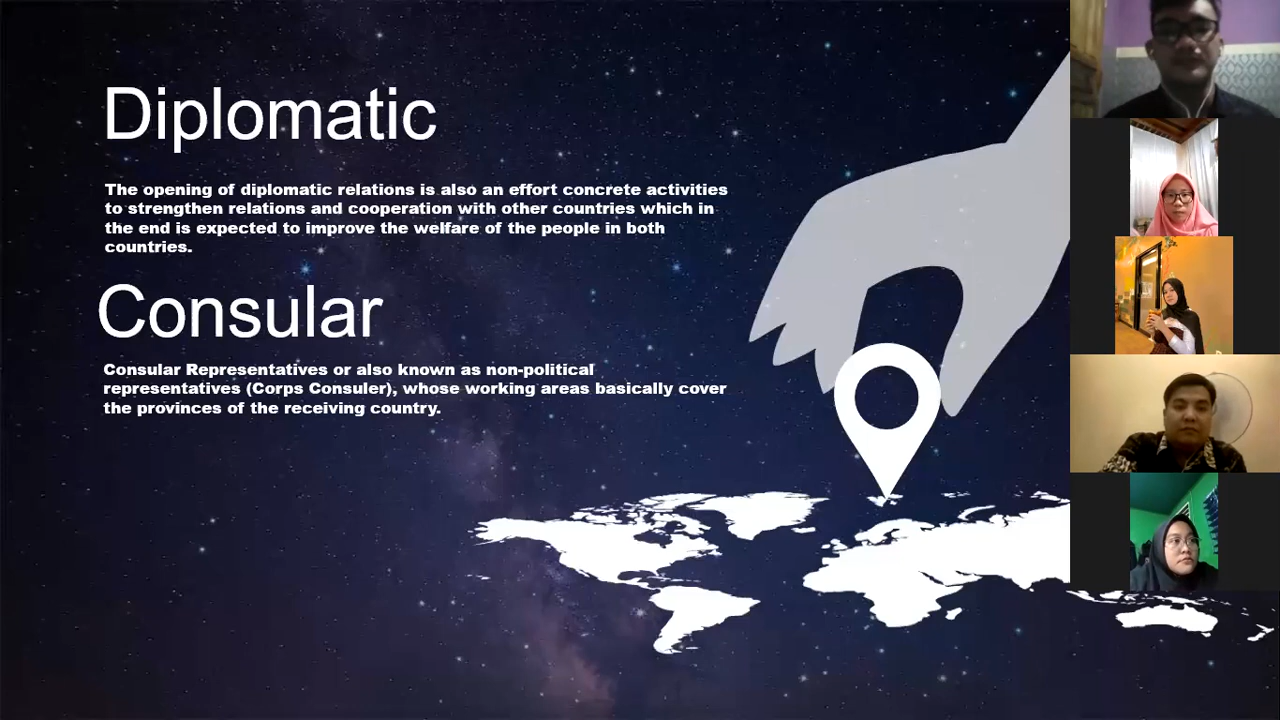 Diplomatic
The opening of diplomatic relations is also an effort concrete activities
to strengthen relations and cooperation with other countries which in
the end is expected to improve the welfare of the people in both
countries.
Consular
Consular Representatives or also known as non-political
representatives (Corps Consuler), whose working areas basically cover
the provinces of the receiving country.